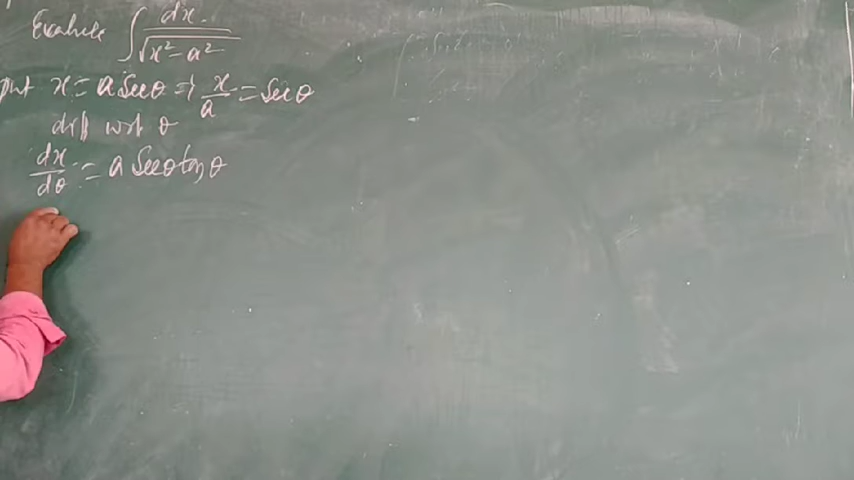 Evaluate ∫ dx / √(x² - a²)
put x = a Secθ ⇒ x/a = Secθ
diff wrt θ
dx/dθ = a Secθ tanθ